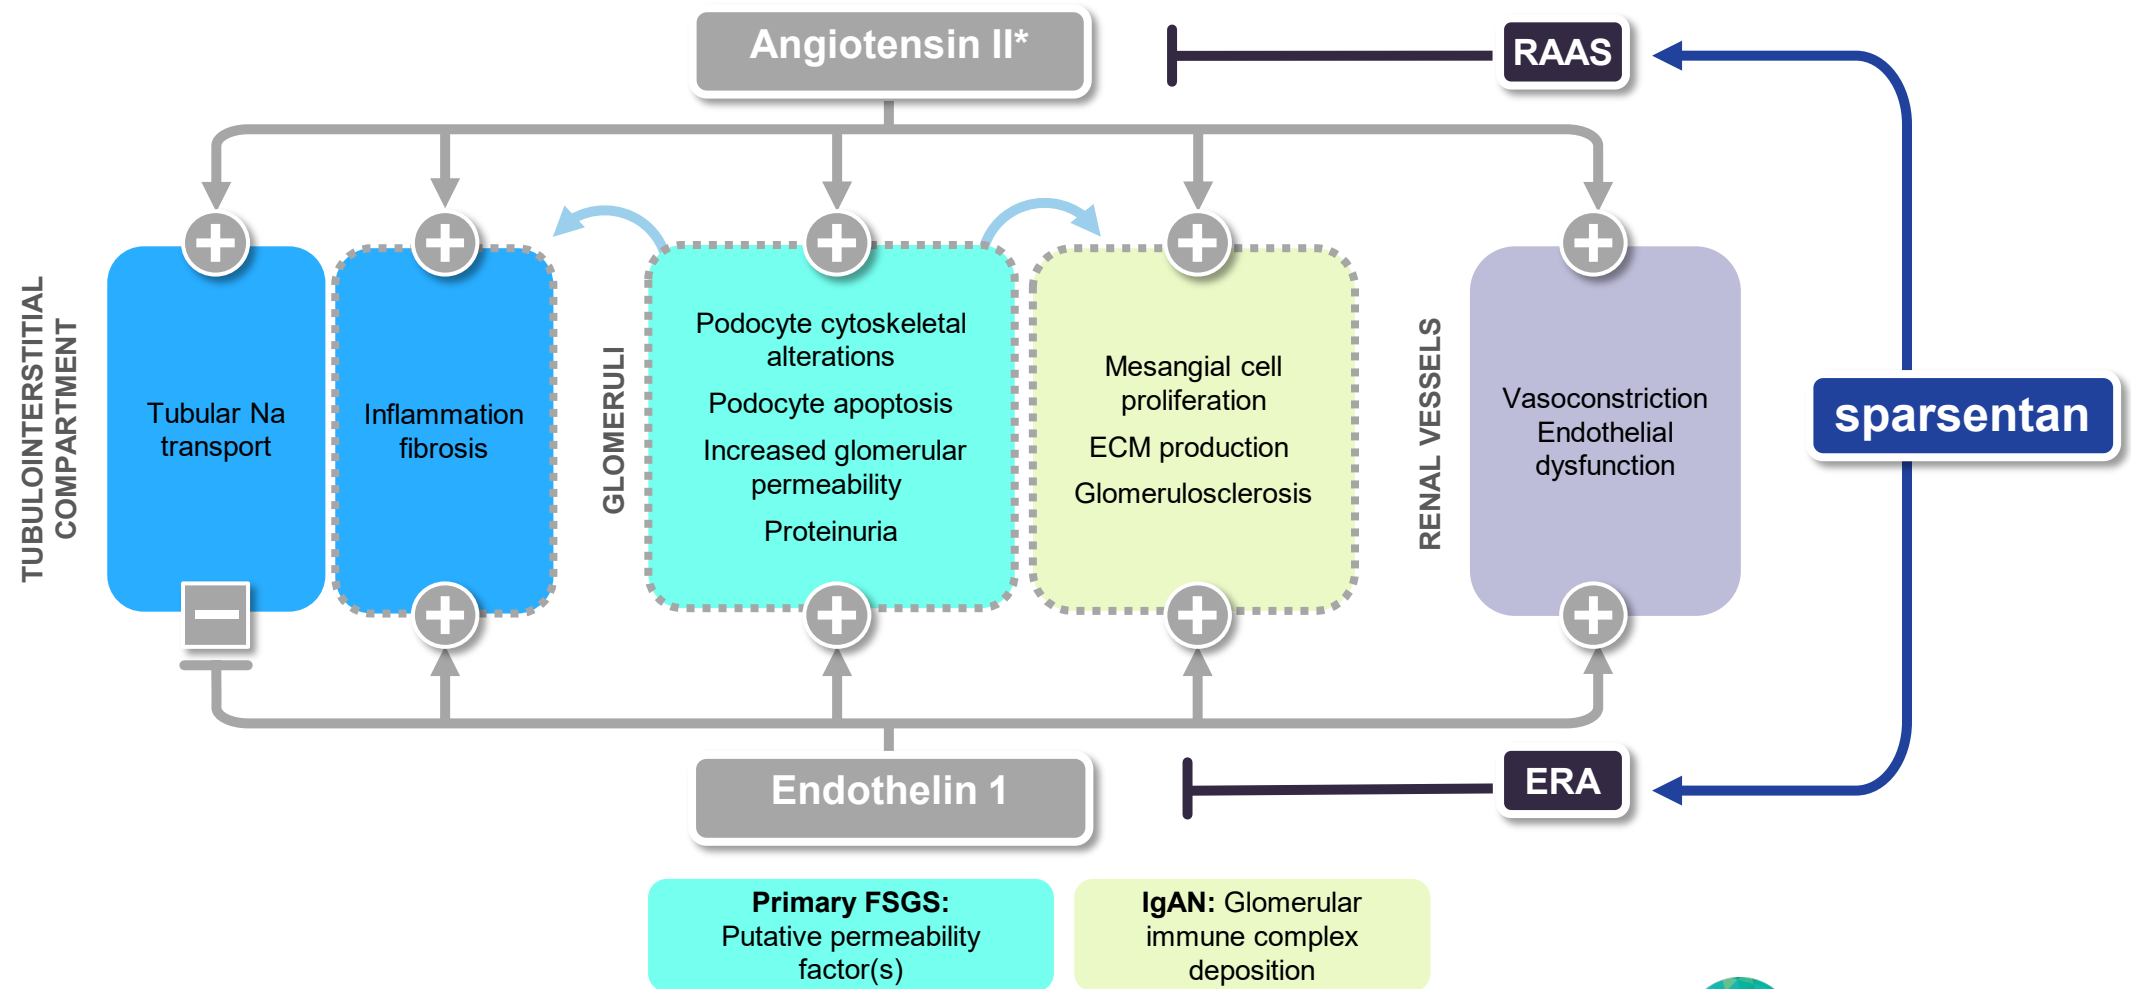 Angiotensin II*
RAAS
TUBULOINTERSTITIAL
COMPARTMENT
Tubular Na
transport
Inflammation
fibrosis
GLOMERULI
Podocyte cytoskeletal
alterations
Podocyte apoptosis
Increased glomerular
permeability
Proteinuria
Mesangial cell
proliferation
ECM production
Glomerulosclerosis
RENAL VESSELS
Vasoconstriction
Endothelial
dysfunction
sparsentan
Endothelin 1
ERA
Primary FSGS:
Putative permeability
factor(s)
IgAN: Glomerular
immune complex
deposition